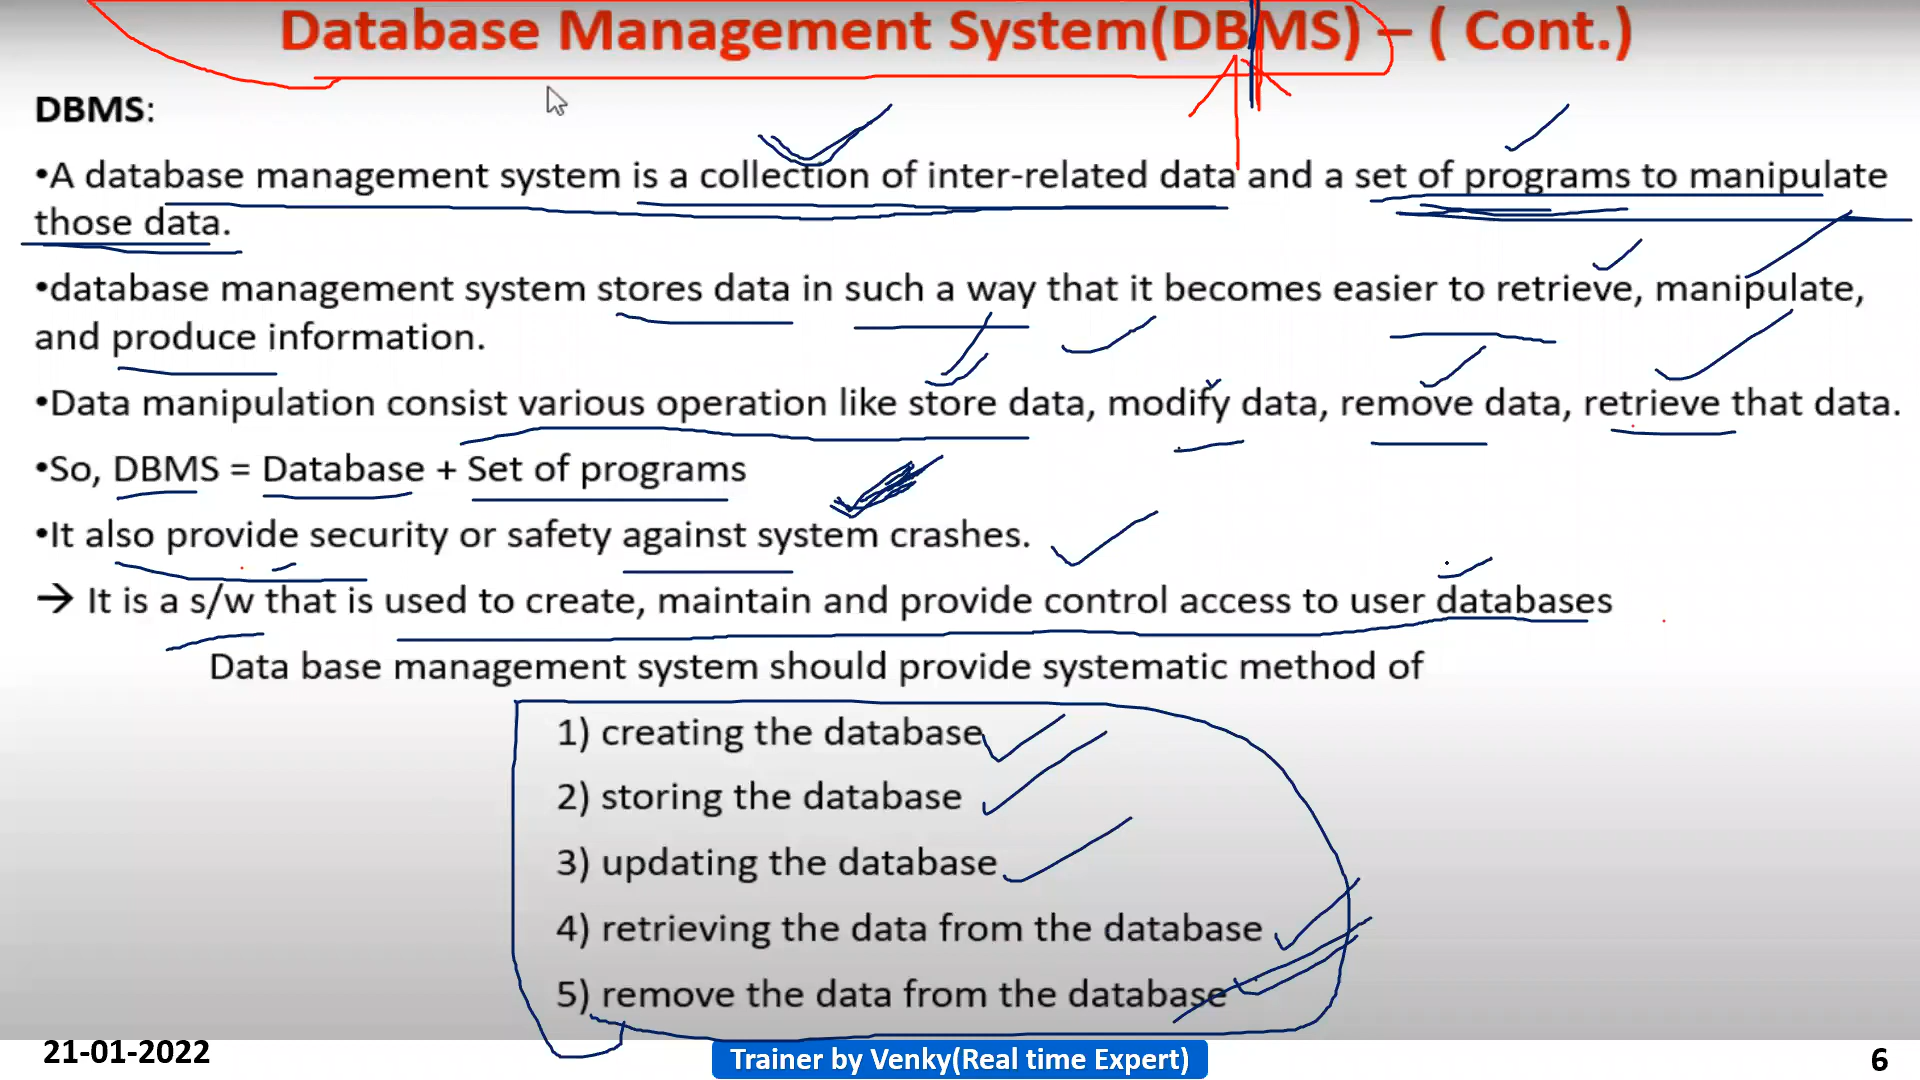 Database Management System(DBMS) – ( Cont.)
DBMS:
•A database management system is a collection of inter-related data and a set of programs to manipulate
those data.
•database management system stores data in such a way that it becomes easier to retrieve, manipulate,
and produce information.
•Data manipulation consist various operation like store data, modify data, remove data, retrieve that data.
•So, DBMS = Database + Set of programs
•It also provide security or safety against system crashes.
→ It is a s/w that is used to create, maintain and provide control access to user databases
Data base management system should provide systematic method of
1) creating the database
2) storing the database
3) updating the database
4) retrieving the data from the database
5) remove the data from the database
21-01-2022
Trainer by Venky(Real time Expert)
6